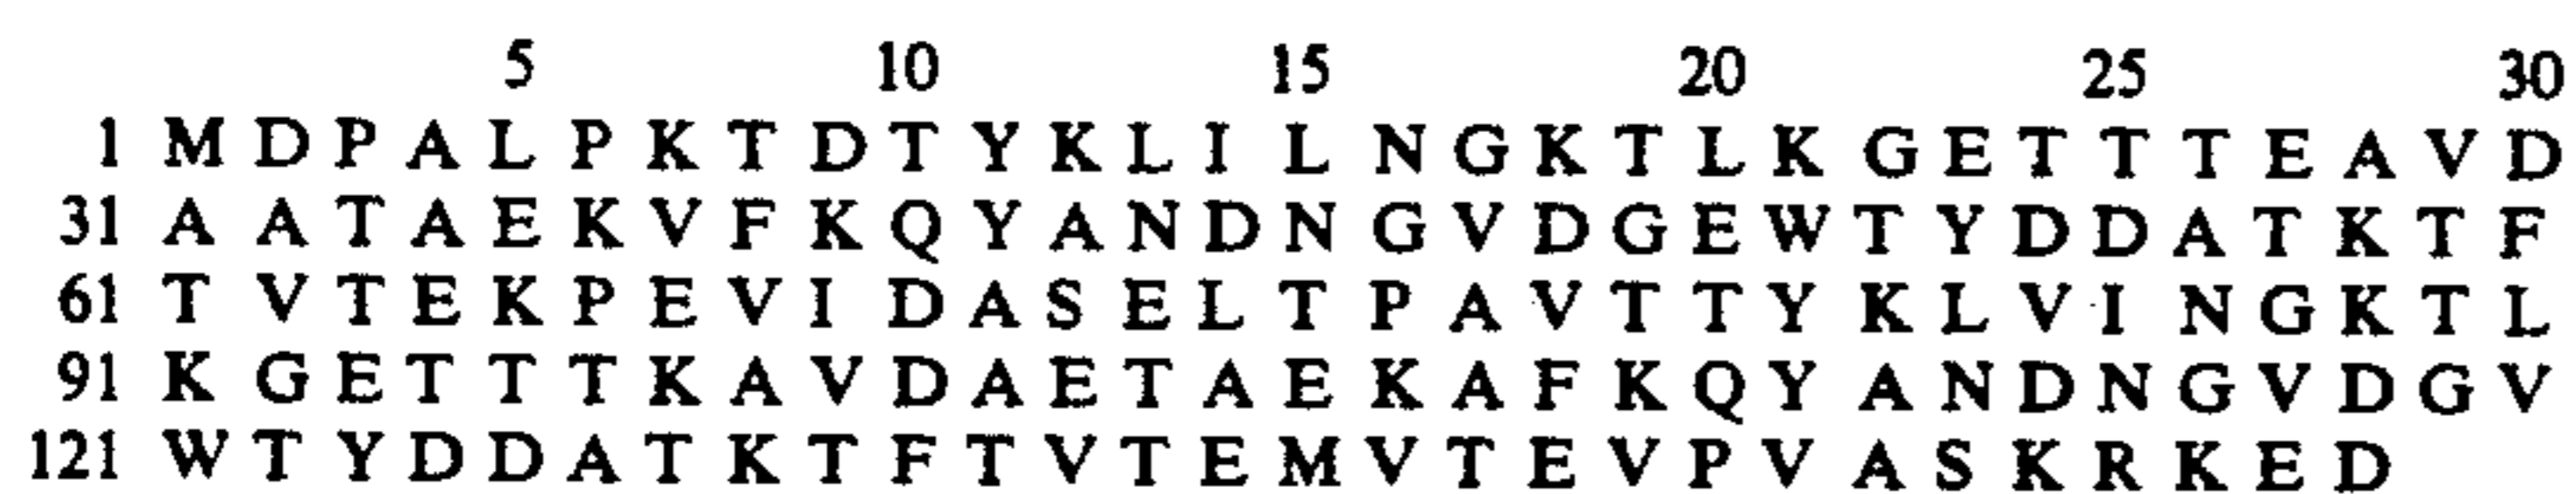 5 10 15 20 25 30
1 M D P A L P K T D T Y K L I L N G K T L K G E T T T E A V D
31 A A T A E K V F K Q Y A N D N G V D G E W T Y D D A T K T F
61 T V T E K P E V I D A S E L T P A V T T Y K L V I N G K T L
91 K G E T T T K A V D A E T A E K A F K Q Y A N D N G V D G V
121 W T Y D D A T K T F T V T E M V T E V P V A S K R K E D